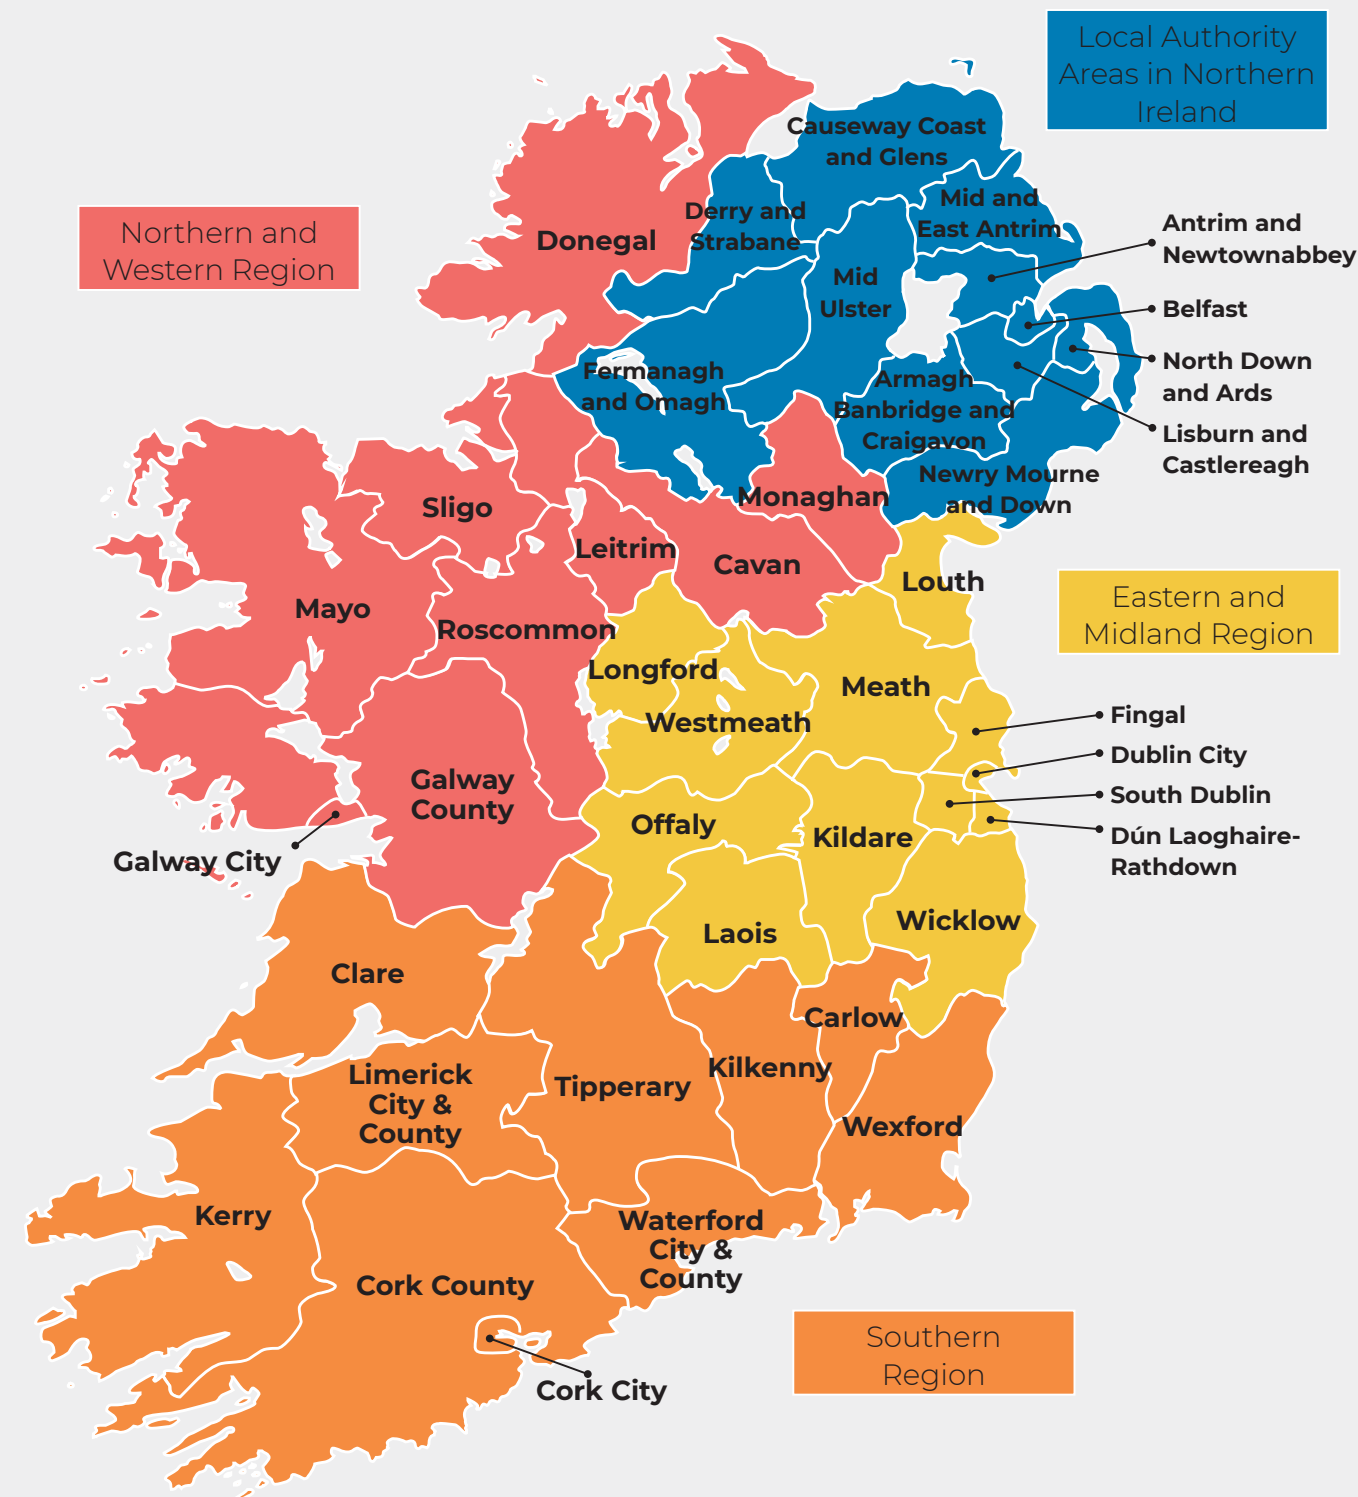 Local Authority
Areas in Northern
Ireland
Causeway Coast
and Glens
Mid and
East Antrim
Derry and
Strabane
Antrim and
Newtownabbey
Northern and
Western Region
Donegal
Mid
Ulster
Belfast
North Down
and Ards
Fermanagh
and Omagh
Armagh
Banbridge and
Craigavon
Lisburn and
Castlereagh
Newry Mourne
and Down
Monaghan
Sligo
Leitrim
Cavan
Louth
Eastern and
Midland Region
Mayo
Roscommon
Longford
Meath
Westmeath
Fingal
Dublin City
South Dublin
Dún Laoghaire-
Rathdown
Galway
County
Offaly
Kildare
Galway City
Laois
Wicklow
Clare
Carlow
Limerick
City &
County
Tipperary
Kilkenny
Wexford
Kerry
Waterford
City &
County
Cork County
Southern
Region
Cork City